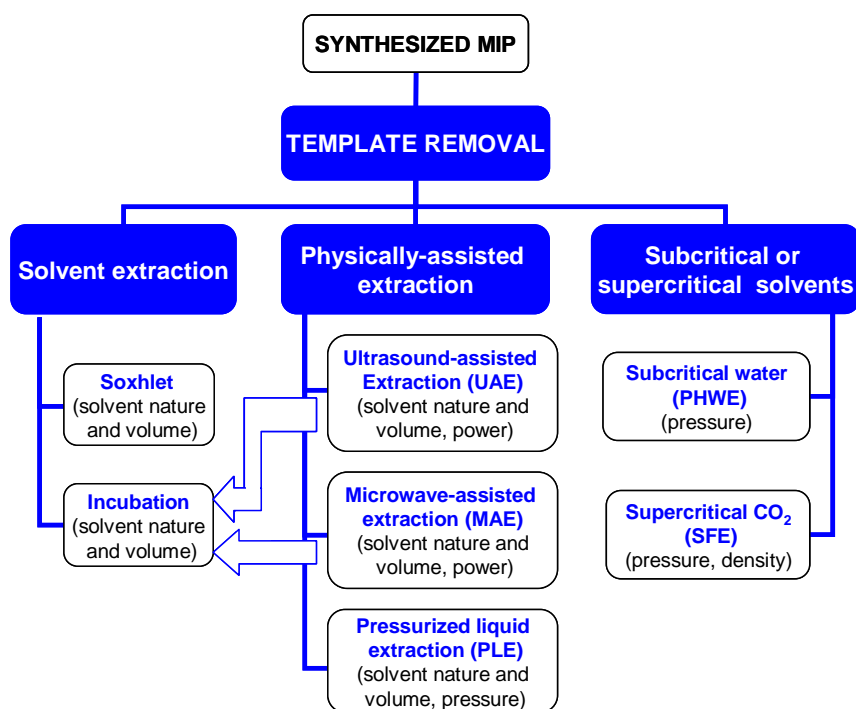 SYNTHESIZED MIP
TEMPLATE REMOVAL
Solvent extraction
Physically-assisted
extraction
Subcritical or
supercritical solvents
Soxhlet
(solvent nature
and volume)
Incubation
(solvent nature
and volume)
Ultrasound-assisted
Extraction (UAE)
(solvent nature and
volume, power)
Microwave-assisted
extraction (MAE)
(solvent nature and
volume, power)
Pressurized liquid
extraction (PLE)
(solvent nature and
volume, pressure)
Subcritical water
(PHWE)
(pressure)
Supercritical CO₂
(SFE)
(pressure, density)